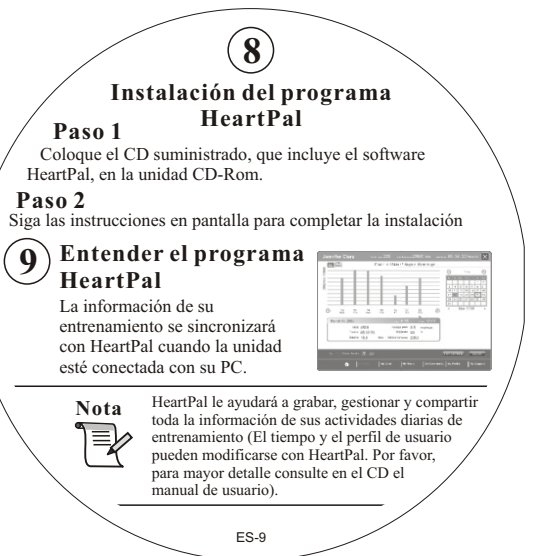 8
Instalación del programa
HeartPal
Paso 1
Coloque el CD suministrado, que incluye el software
HeartPal, en la unidad CD-Rom.
Paso 2
Siga las instrucciones en pantalla para completar la instalación
9
Entender el programa
HeartPal
La información de su
entrenamiento se sincronizará
con HeartPal cuando la unidad
esté conectada con su PC.
Nota
HeartPal le ayudará a grabar, gestionar y compartir
toda la información de sus actividades diarias de
entrenamiento (El tiempo y el perfil de usuario
pueden modificarse con HeartPal. Por favor,
para mayor detalle consulte en el CD el
manual de usuario).
ES-9